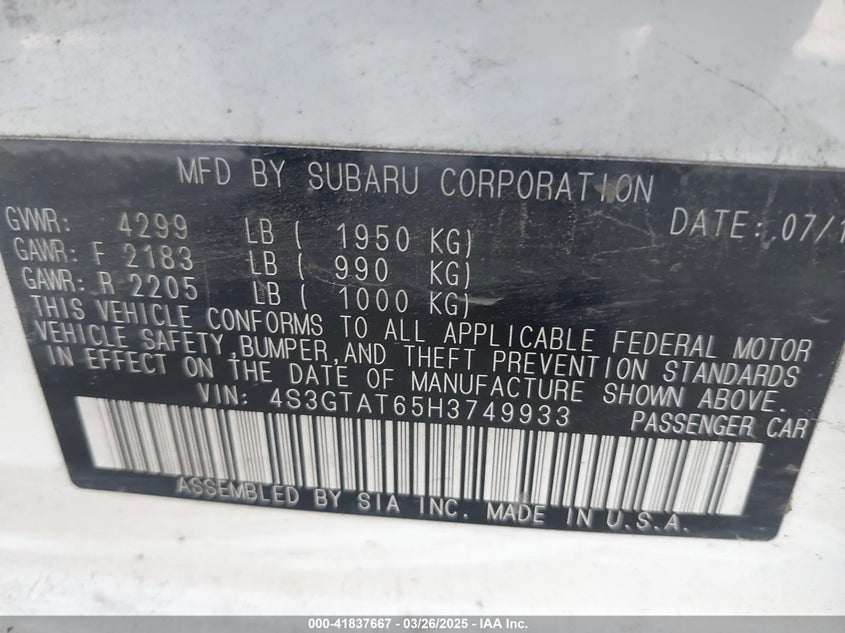 MFD BY SUBARU CORPORATION
DATE: 07/1
GVWR: 4299 LB ( 1950 KG)
GAWR: F 2183 LB ( 990 KG)
GAWR: R 2205 LB ( 1000 KG)
THIS VEHICLE CONFORMS TO ALL APPLICABLE FEDERAL MOTOR
VEHICLE SAFETY,BUMPER,AND THEFT PREVENTION STANDARDS
IN EFFECT ON THE DATE OF MANUFACTURE SHOWN ABOVE.
VIN: 4S3GTAT65H3749933 PASSENGER CAR
ASSEMBLED BY SIA INC. MADE IN U.S.A.
000-41837667 - 03/26/2025 - IAA Inc.